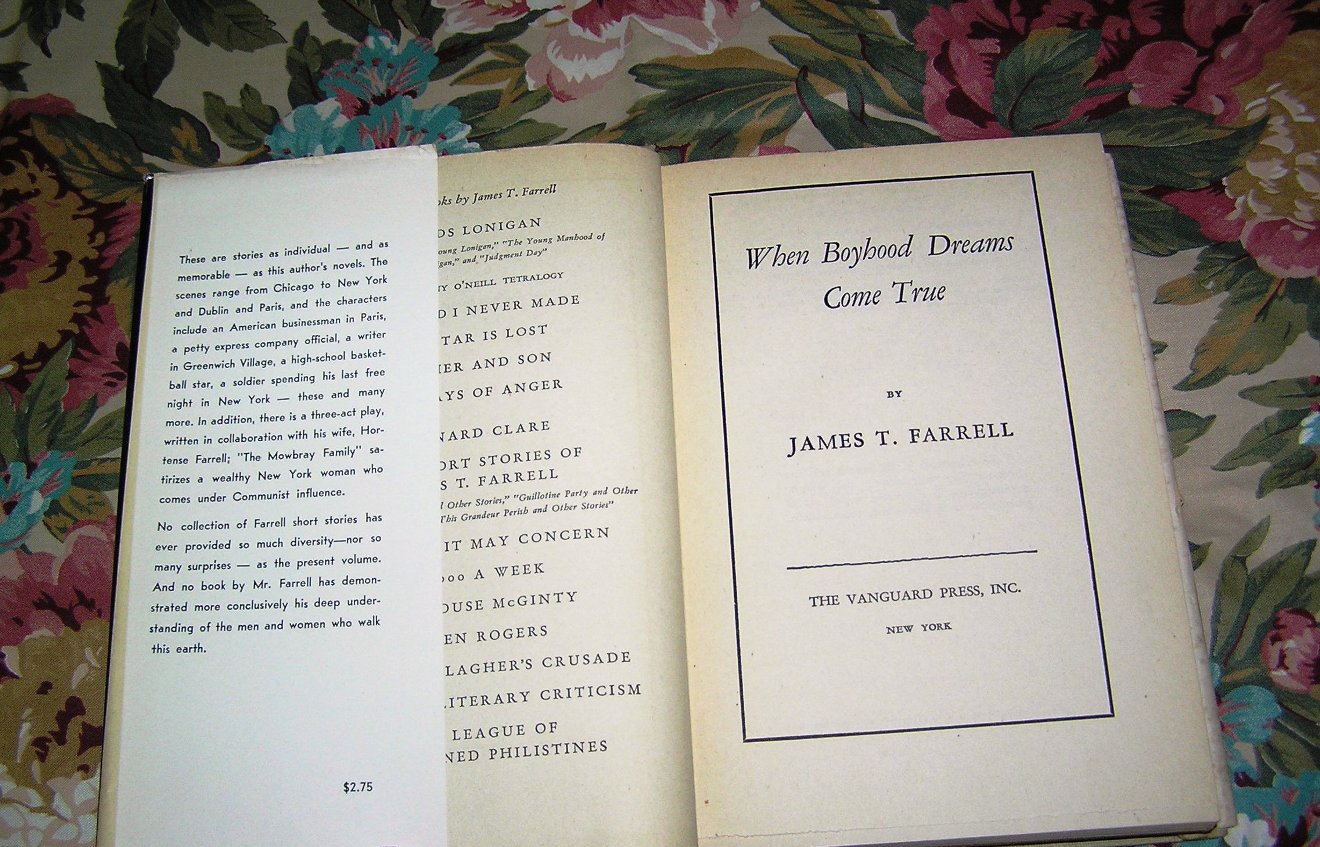 These are stories as individual — and as
memorable — as this author's novels. The
scenes range from Chicago to New York
and Dublin and Paris, and the characters
include an American businessman in Paris,
a petty express company official, a writer
in Greenwich Village, a high-school basket-
ball star, a soldier spending his last free
night in New York — these and many
more. In addition, there is a three-act play,
written in collaboration with his wife, Hor-
tense Farrell; "The Mowbray Family" sa-
tirizes a wealthy New York woman who
comes under Communist influence.
No collection of Farrell short stories has
ever provided so much diversity—nor so
many surprises — as the present volume.
And no book by Mr. Farrell has demon-
strated more conclusively his deep under-
standing of the men and women who walk
this earth.
$2.75
oks by James T. Farrell
DS LONIGAN
oung Lonigan," "The Young Manhood of
igan," and "Judgment Day"
NY O'NEILL TETRALOGY
D I NEVER MADE
TAR IS LOST
HER AND SON
AYS OF ANGER
NARD CLARE
ORT STORIES OF
S T. FARRELL
d Other Stories," "Guillotine Party and Other
This Grandeur Perish and Other Stories"
IT MAY CONCERN
000 A WEEK
OUSE McGINTY
EN ROGERS
LAGHER'S CRUSADE
LITERARY CRITICISM
LEAGUE OF
NED PHILISTINES
When Boyhood Dreams
Come True
BY
JAMES T. FARRELL
THE VANGUARD PRESS, INC.
NEW YORK